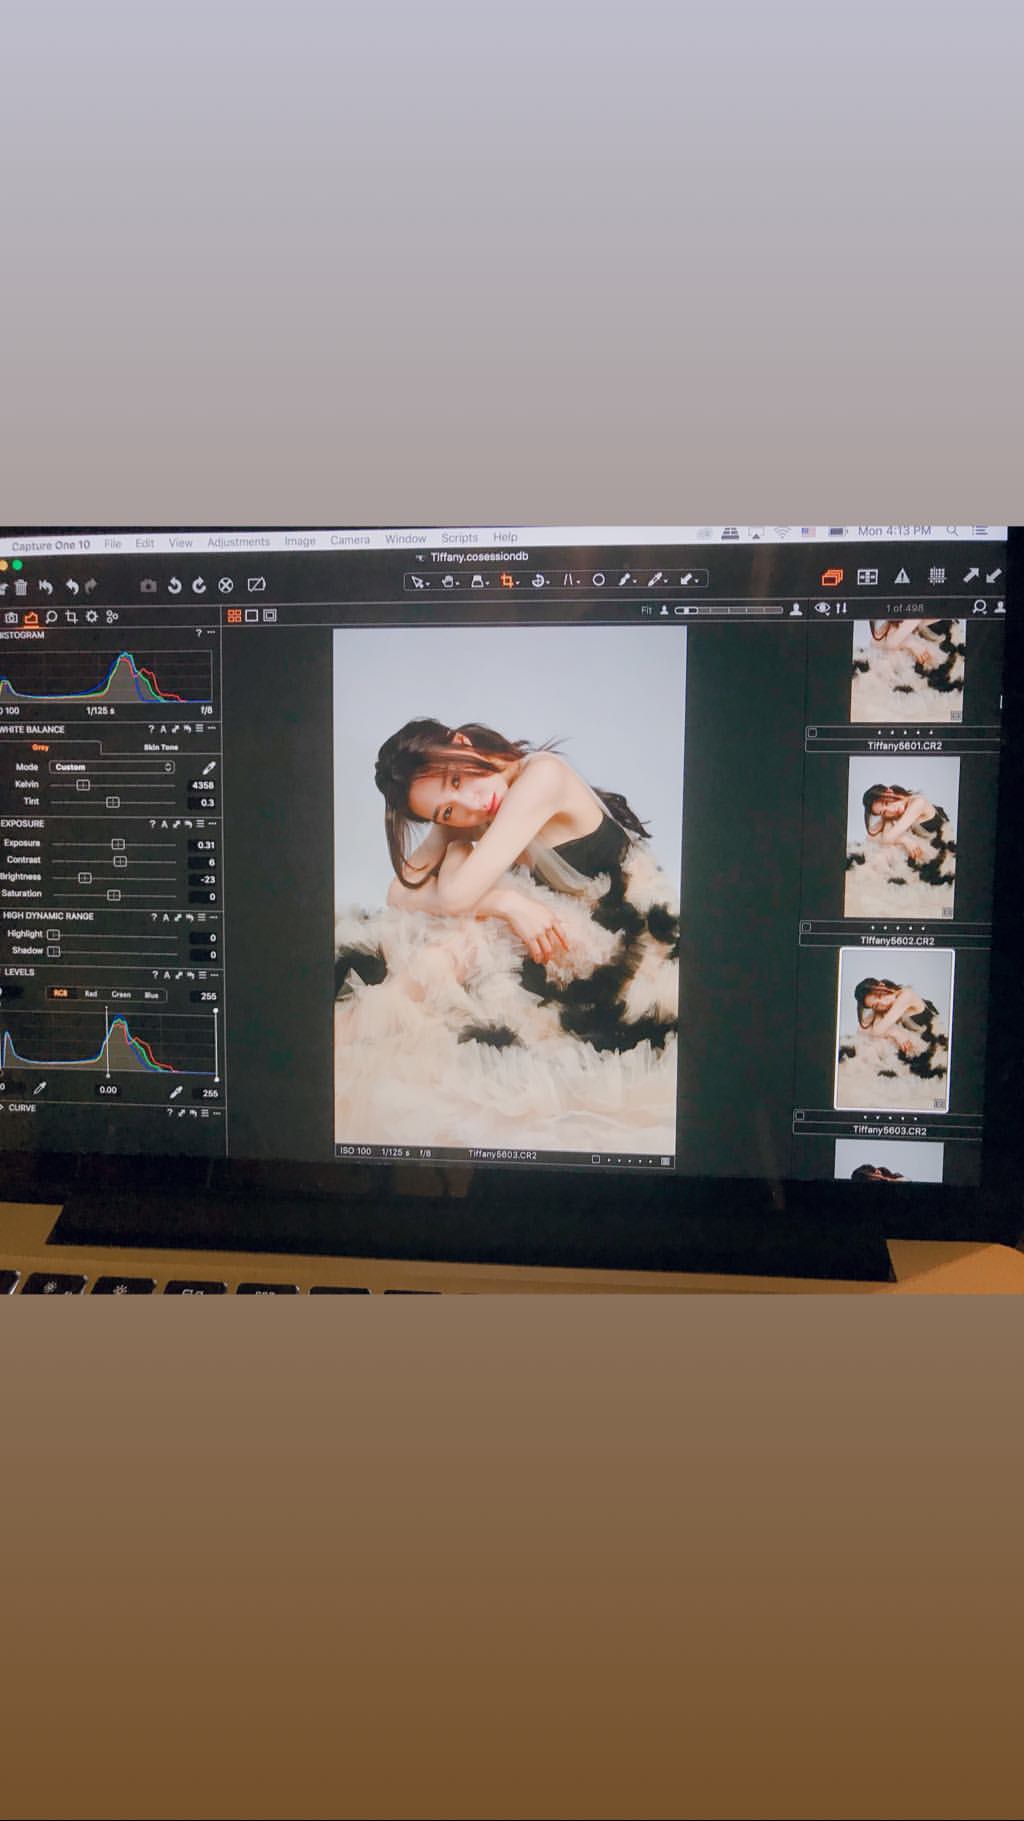 Capture One 10 File Edit View Adjustments Image Camera Window Scripts Help Mon 4:13 PM
Tiffany.cosessiondb
Fit
1 of 498
HISTOGRAM ? ...
100 1/125 s f/8
WHITE BALANCE ? A ...
Grey Skin Tone
Mode Custom
Kelvin 4358
Tint 0.3
EXPOSURE ? A ...
Exposure 0.31
Contrast 6
Brightness -23
Saturation 0
HIGH DYNAMIC RANGE ? A ...
Highlight 0
Shadow 0
LEVELS ? A ...
RGB Red Green Blue 255
0 0.00 255
CURVE ? ...
ISO 100 1/125 s f/8 Tiffany5603.CR2
Tiffany5601.CR2
Tiffany5602.CR2
Tiffany5603.CR2